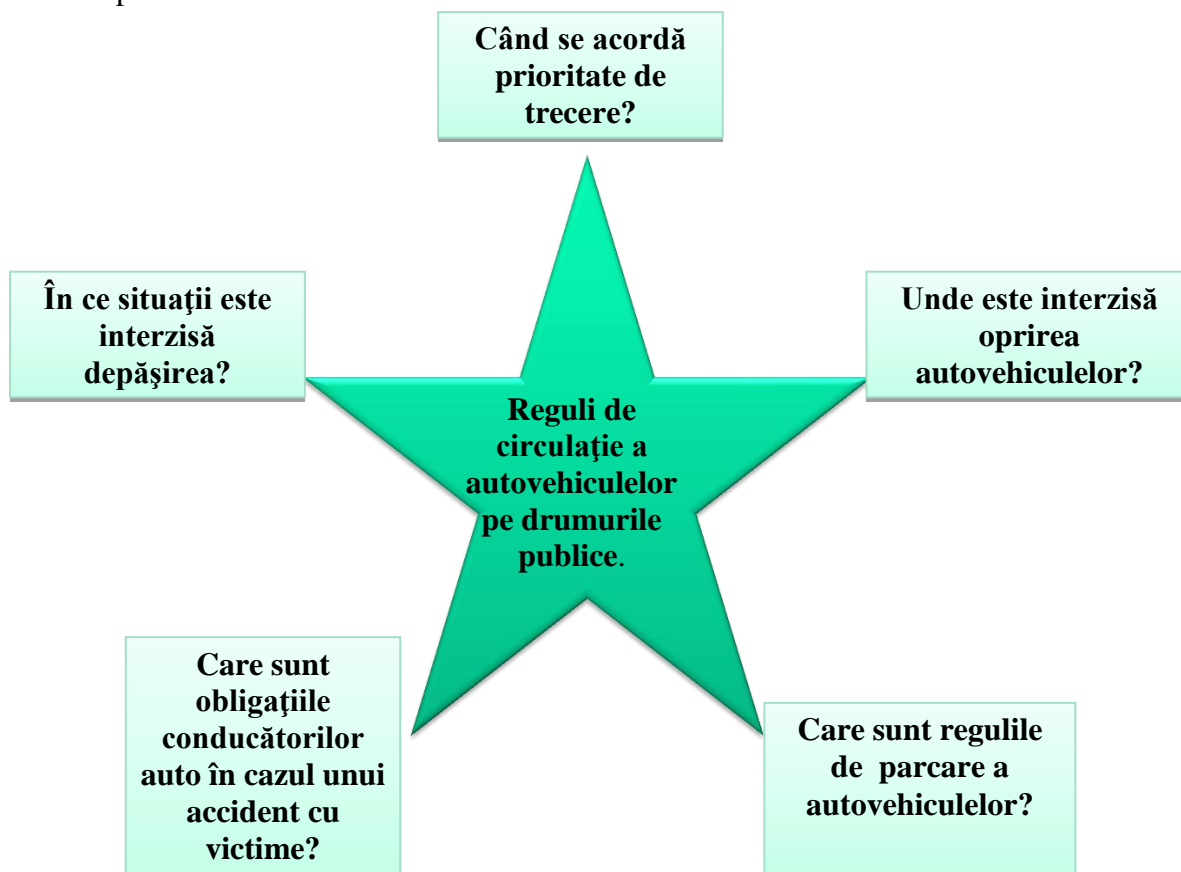 Când se acordă
prioritate de
trecere?
În ce situaţii este
interzisă
depăşirea?
Unde este interzisă
oprirea
autovehiculelor?
Reguli de
circulaţie a
autovehiculelor
pe drumurile
publice.
Care sunt
obligaţiile
conducătorilor
auto în cazul unui
accident cu
victime?
Care sunt regulile
de  parcare a
autovehiculelor?